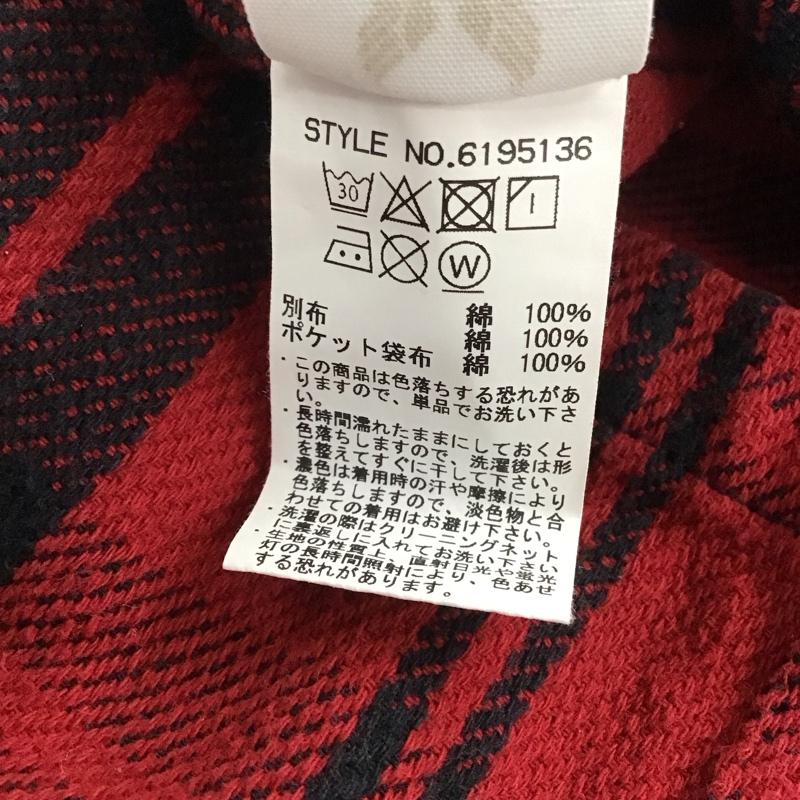 STYLE NO.6195136
30
W
綿 100%
別布 綿 100%
ポケット袋布 綿 100%
・この商品は色落ちする恐れがあ
りますので、単品でお洗い下さ
い。
・長時間濡れたままにしておくと
色落ちしますので、洗濯後は形
を整えてすぐに干して下さい。
・濃色は着用時の汗や摩擦により
色落ちしますので、淡色物と合
わせての着用はお避け下さい。
・洗濯の際はクリーニングネット
に裏返しに入れてお洗い下さい
・生地の性質上、直射日光や蛍光
灯の長時間照射により、色あせ
する恐れがあります。